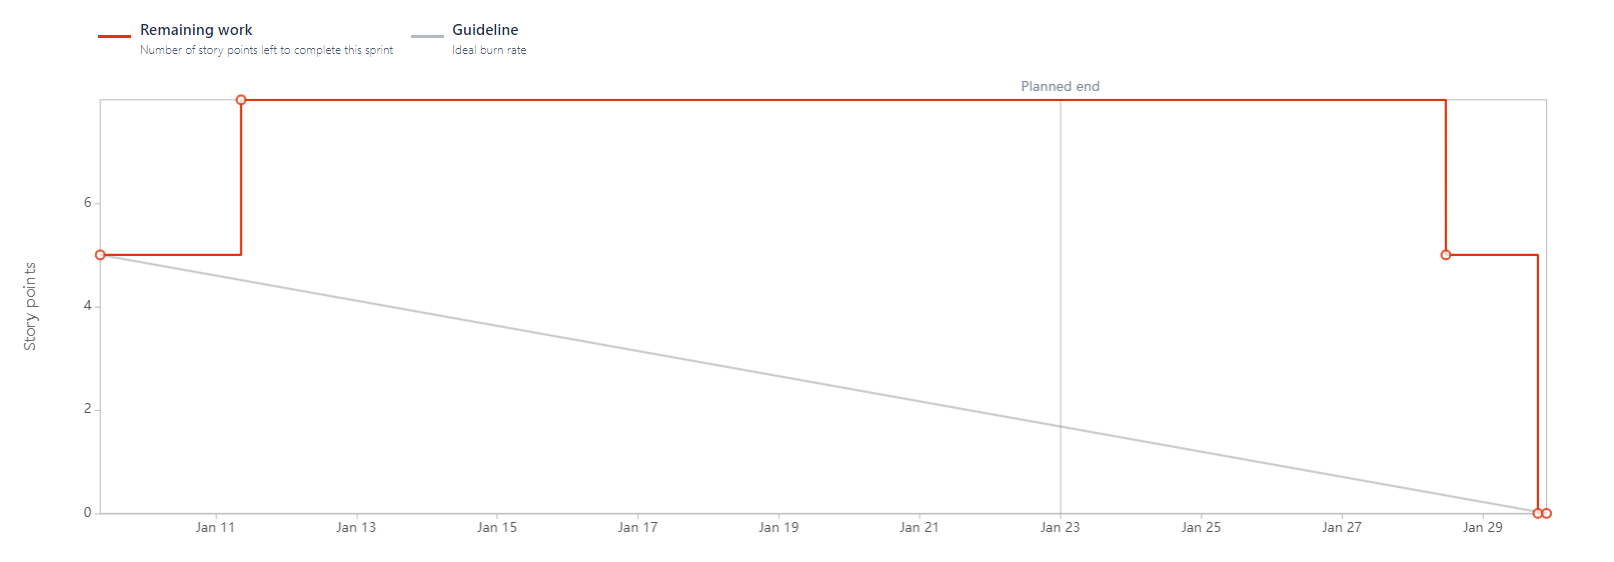 Remaining work
Number of story points left to complete this sprint
Guideline
Ideal burn rate
Planned end
Story points
6
4
2
0
Jan 11
Jan 13
Jan 15
Jan 17
Jan 19
Jan 21
Jan 23
Jan 25
Jan 27
Jan 29